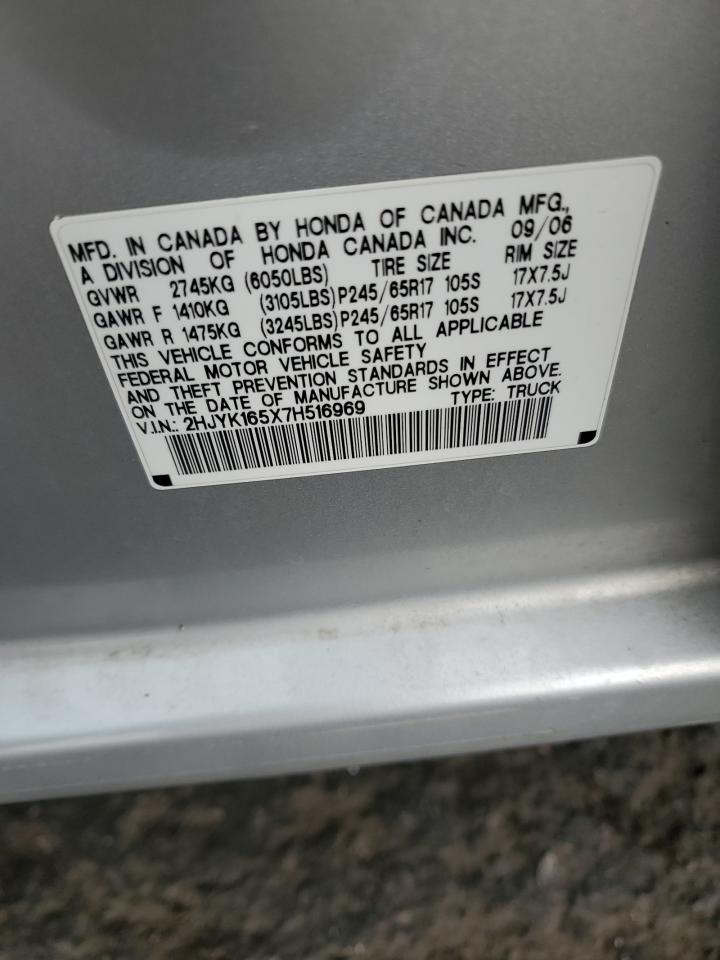 MFD. IN CANADA BY HONDA OF CANADA MFG.,
A DIVISION OF HONDA CANADA INC. 09/06
GVWR 2745KG (6050LBS) TIRE SIZE RIM SIZE
GAWR F 1410KG (3105LBS) P245/65R17 105S 17X7.5J
GAWR R 1475KG (3245LBS) P245/65R17 105S 17X7.5J
THIS VEHICLE CONFORMS TO ALL APPLICABLE
FEDERAL MOTOR VEHICLE SAFETY
AND THEFT PREVENTION STANDARDS IN EFFECT
ON THE DATE OF MANUFACTURE SHOWN ABOVE.
V.I.N.: 2HJYK165X7H516969 TYPE: TRUCK